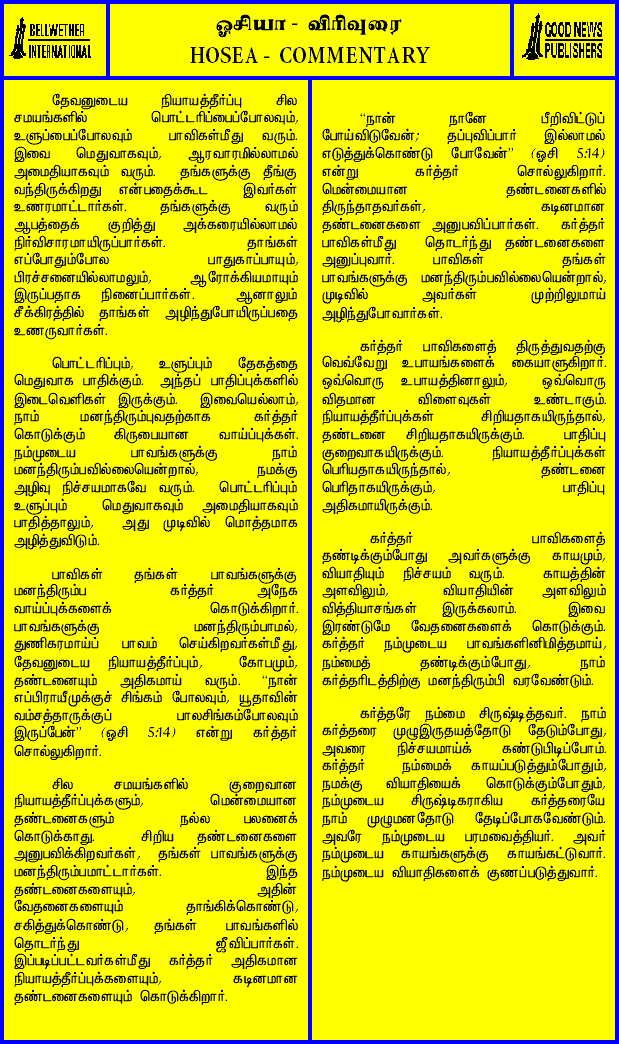 BELLWETHER
INTERNATIONAL
ஓசியா - விரிவுரை
HOSEA - COMMENTARY
GOOD NEWS
PUBLISHERS
தேவனுடைய நியாயத்தீர்ப்பு சில
சமயங்களில் பொட்டரிப்பைப்போலவும்,
உளுப்பைப்போலவும் பாவிகள்மீது வரும்.
இவை மெதுவாகவும், ஆரவாரமில்லாமல்
அமைதியாகவும் வரும். தங்களுக்கு தீங்கு
வந்திருக்கிறது என்பதைக்கூட இவர்கள்
உணரமாட்டார்கள். தங்களுக்கு வரும்
ஆபத்தைக் குறித்து அக்கரையில்லாமல்
நிர்விசாரமாயிருப்பார்கள். தாங்கள்
எப்போதும்போல பாதுகாப்பாயும்,
பிரச்சனையில்லாமலும், ஆரோக்கியமாயும்
இருப்பதாக நினைப்பார்கள். ஆனாலும்
சீக்கிரத்தில் தாங்கள் அழிந்துபோயிருப்பதை
உணருவார்கள்.
பொட்டரிப்பும், உளுப்பும் தேகத்தை
மெதுவாக பாதிக்கும். அந்தப் பாதிப்புக்களில்
இடைவெளிகள் இருக்கும். இவையெல்லாம்,
நாம் மனந்திரும்புவதற்காக கர்த்தர்
கொடுக்கும் கிருபையான வாய்ப்புக்கள்.
நம்முடைய பாவங்களுக்கு நாம்
மனந்திரும்பவில்லையென்றால், நமக்கு
அழிவு நிச்சயமாகவே வரும். பொட்டரிப்பும்
உளுப்பும் மெதுவாகவும் அமைதியாகவும்
பாதித்தாலும், அது முடிவில் மொத்தமாக
அழித்துவிடும்.
பாவிகள் தங்கள் பாவங்களுக்கு
மனந்திரும்ப கர்த்தர் அநேக
வாய்ப்புக்களைக் கொடுக்கிறார்.
பாவங்களுக்கு மனந்திரும்பாமல்,
துணிகரமாய்ப் பாவம் செய்கிறவர்கள்மீது,
தேவனுடைய நியாயத்தீர்ப்பும், கோபமும்,
தண்டனையும் அதிகமாய் வரும். “நான்
எப்பிராயீமுக்குச் சிங்கம் போலவும், யூதாவின்
வம்சத்தாருக்குப் பாலசிங்கம்போலவும்
இருப்பேன்” (ஓசி 5:14) என்று கர்த்தர்
சொல்லுகிறார்.
சில சமயங்களில் குறைவான
நியாயத்தீர்ப்புக்களும், மென்மையான
தண்டனைகளும் நல்ல பலனைக்
கொடுக்காது. சிறிய தண்டனைகளை
அனுபவிக்கிறவர்கள், தங்கள் பாவங்களுக்கு
மனந்திரும்பமாட்டார்கள். இந்த
தண்டனைகளையும், அதின்
வேதனைகளையும் தாங்கிக்கொண்டு,
சகித்துக்கொண்டு, தங்கள் பாவங்களில்
தொடர்ந்து ஜீவிப்பார்கள்.
இப்படிப்பட்டவர்கள்மீது கர்த்தர் அதிகமான
நியாயத்தீர்ப்புக்களையும், கடினமான
தண்டனைகளையும் கொடுக்கிறார்.
“நான் நானே பீறிவிட்டுப்
போய்விடுவேன்; தப்புவிப்பார் இல்லாமல்
எடுத்துக்கொண்டு போவேன்” (ஓசி 5:14)
என்று கர்த்தர் சொல்லுகிறார்.
மென்மையான தண்டனைகளில்
திருந்தாதவர்கள், கடினமான
தண்டனைகளை அனுபவிப்பார்கள். கர்த்தர்
பாவிகள்மீது தொடர்ந்து தண்டனைகளை
அனுப்புவார். பாவிகள் தங்கள்
பாவங்களுக்கு மனந்திரும்பவில்லையென்றால்,
முடிவில் அவர்கள் முற்றிலுமாய்
அழிந்துபோவார்கள்.
கர்த்தர் பாவிகளைத் திருத்துவதற்கு
வெவ்வேறு உபாயங்களைக் கையாளுகிறார்.
ஒவ்வொரு உபாயத்தினாலும், ஒவ்வொரு
விதமான விளைவுகள் உண்டாகும்.
நியாயத்தீர்ப்புக்கள் சிறியதாகயிருந்தால்,
தண்டனை சிறியதாகயிருக்கும். பாதிப்பு
குறைவாகயிருக்கும். நியாயத்தீர்ப்புக்கள்
பெரியதாகயிருந்தால், தண்டனை
பெரிதாகயிருக்கும், பாதிப்பு
அதிகமாயிருக்கும்.
கர்த்தர் பாவிகளைத்
தண்டிக்கும்போது அவர்களுக்கு காயமும்,
வியாதியும் நிச்சயம் வரும். காயத்தின்
அளவிலும், வியாதியின் அளவிலும்
வித்தியாசங்கள் இருக்கலாம். இவை
இரண்டுமே வேதனைகளைக் கொடுக்கும்.
கர்த்தர் நம்முடைய பாவங்களினிமித்தமாய்,
நம்மைத் தண்டிக்கும்போது, நாம்
கர்த்தரிடத்திற்கு மனந்திரும்பி வரவேண்டும்.
கர்த்தரே நம்மை சிருஷ்டித்தவர். நாம்
கர்த்தரை முழுஇருதயத்தோடு தேடும்போது,
அவரை நிச்சயமாய்க் கண்டுபிடிப்போம்.
கர்த்தர் நம்மைக் காயப்படுத்தும்போதும்,
நமக்கு வியாதியைக் கொடுக்கும்போதும்,
நம்முடைய சிருஷ்டிகராகிய கர்த்தரையே
நாம் முழுமனதோடு தேடிப்போகவேண்டும்.
அவரே நம்முடைய பரமவைத்தியர். அவர்
நம்முடைய காயங்களுக்கு காயங்கட்டுவார்.
நம்முடைய வியாதிகளைக் குணப்படுத்துவார்.